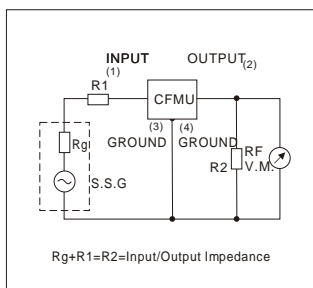 INPUT OUTPUT
(1) (2)
R1 CFMU
(3) (4)
Rg GROUND GROUND RF
R2 V.M.
S.S.G
Rg+R1=R2=Input/Output Impedance